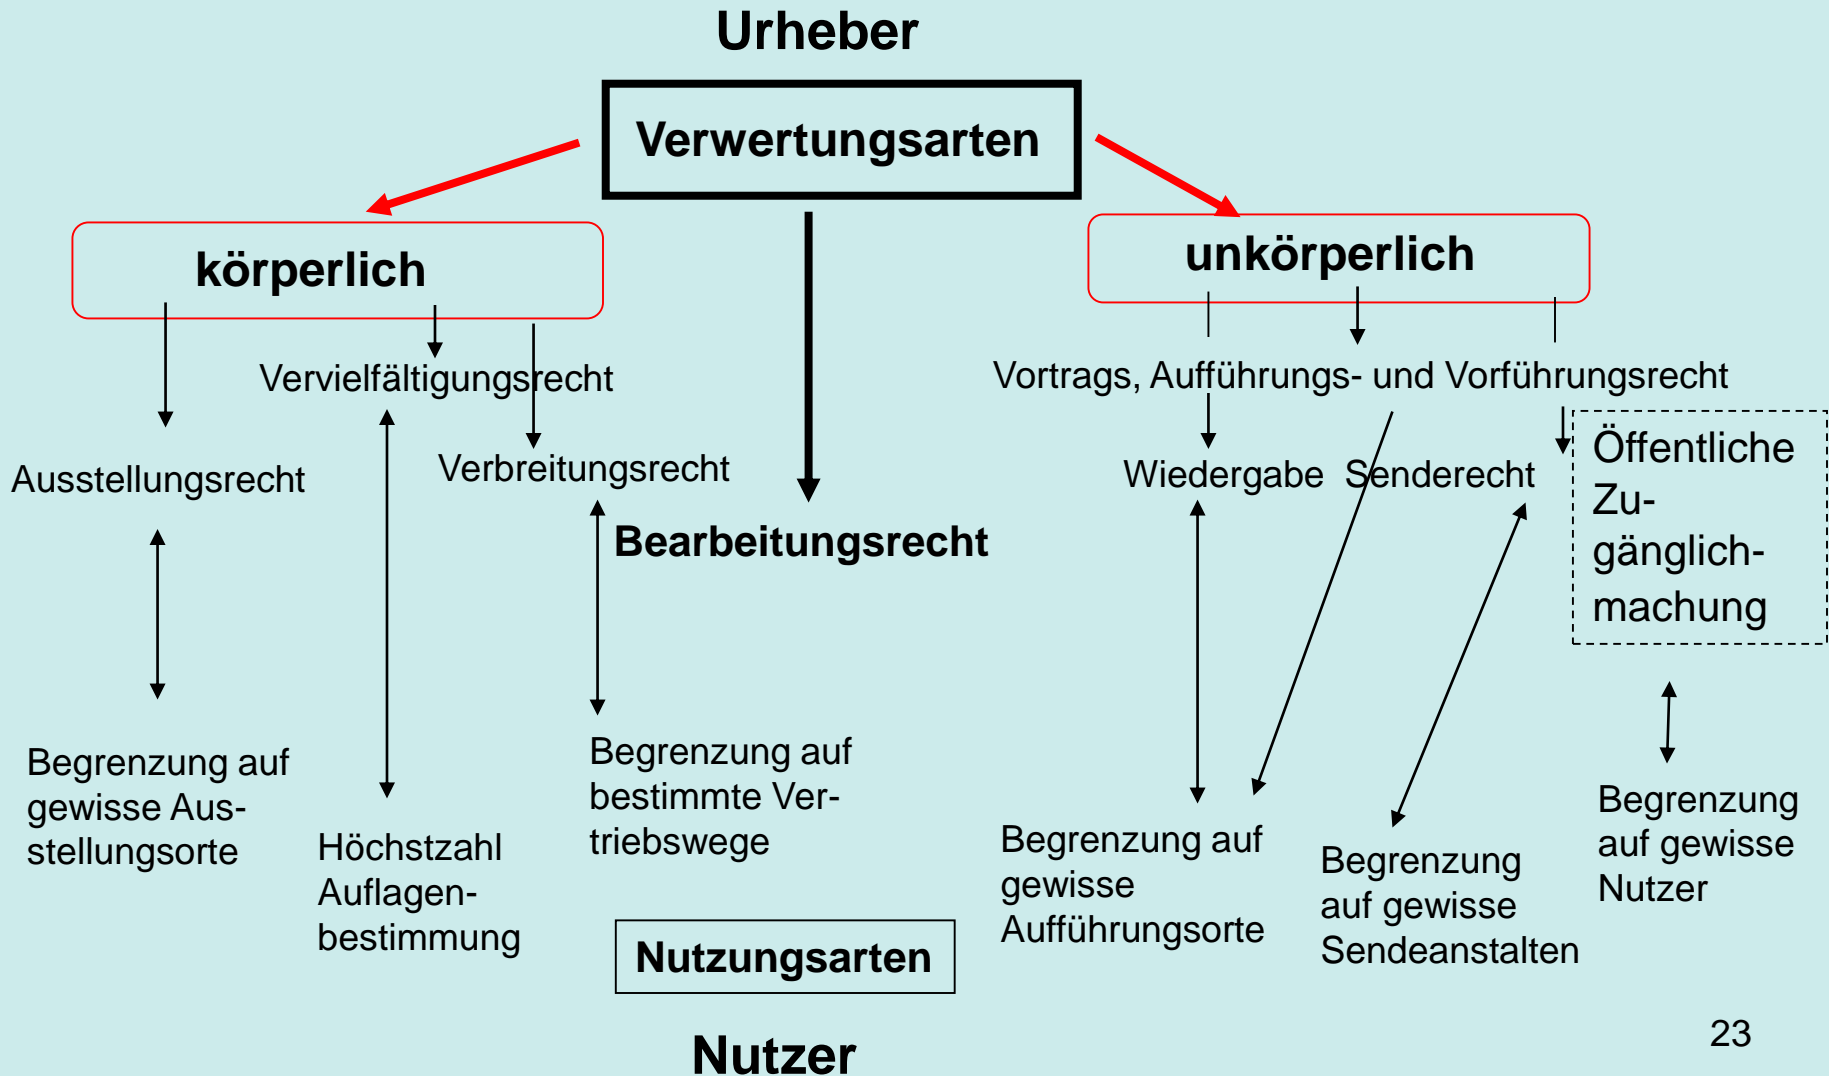 Urheber
Verwertungsarten
körperlich
unkörperlich
Vervielfältigungsrecht
Vortrags, Aufführungs- und Vorführungsrecht
Ausstellungsrecht
Verbreitungsrecht
Wiedergabe
Senderecht
Öffentliche
Zu-
gänglich-
machung
Bearbeitungsrecht
Begrenzung auf
gewisse Aus-
stellungsorte
Höchstzahl
Auflagen-
bestimmung
Begrenzung auf
bestimmte Ver-
triebswege
Begrenzung auf
gewisse
Aufführungsorte
Begrenzung
auf gewisse
Sendeanstalten
Begrenzung
auf gewisse
Nutzer
Nutzungsarten
Nutzer
23